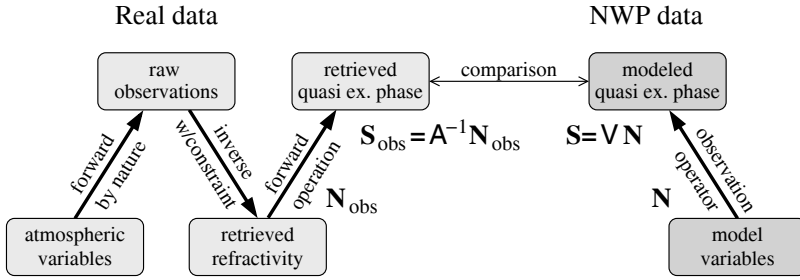 Real data
NWP data
raw
observations
retrieved
quasi ex. phase
comparison
modeled
quasi ex. phase
forward
by nature
inverse
w/constraint
forward
operation
S_obs = A^{-1} N_obs
N_obs
S = V N
N
observation
operator
atmospheric
variables
retrieved
refractivity
model
variables